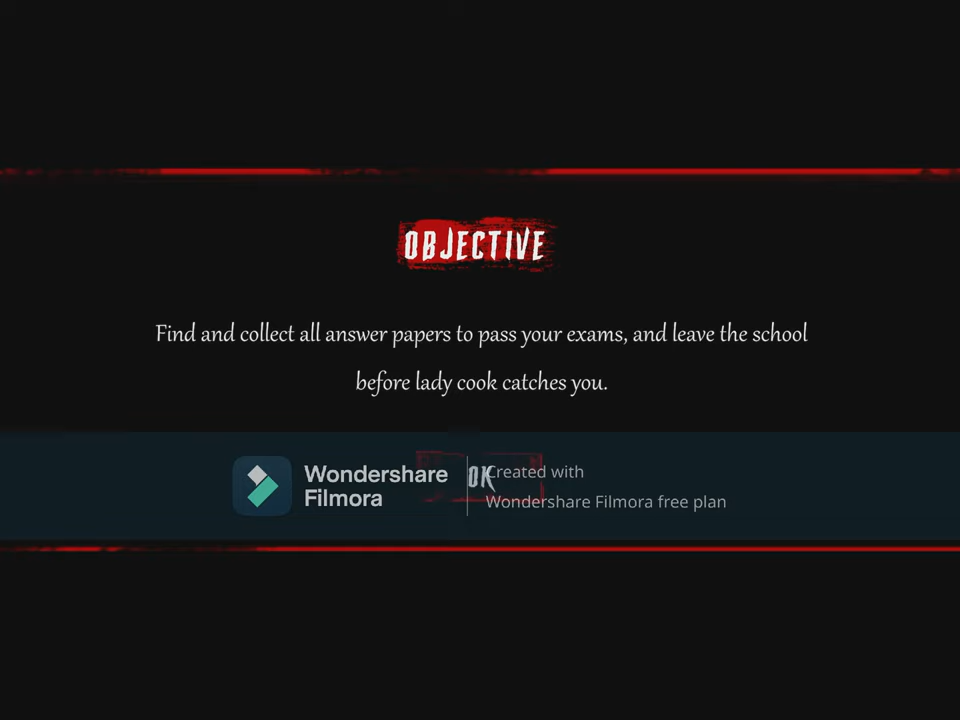 OBJECTIVE
Find and collect all answer papers to pass your exams, and leave the school
before lady cook catches you.
OK
Wondershare
Filmora
Created with
Wondershare Filmora free plan